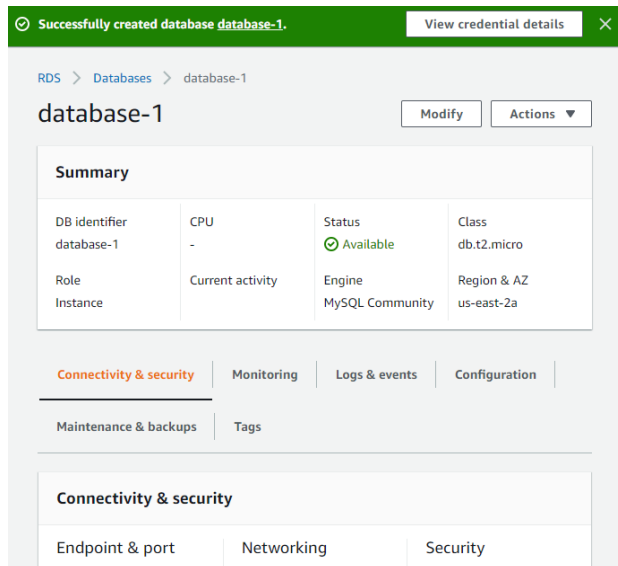 Successfully created database database-1.
View credential details
RDS > Databases > database-1
database-1
Modify
Actions
Summary
DB identifier
database-1
CPU
-
Status
Available
Class
db.t2.micro
Role
Instance
Current activity
Engine
MySQL Community
Region & AZ
us-east-2a
Connectivity & security
Monitoring
Logs & events
Configuration
Maintenance & backups
Tags
Connectivity & security
Endpoint & port
Networking
Security